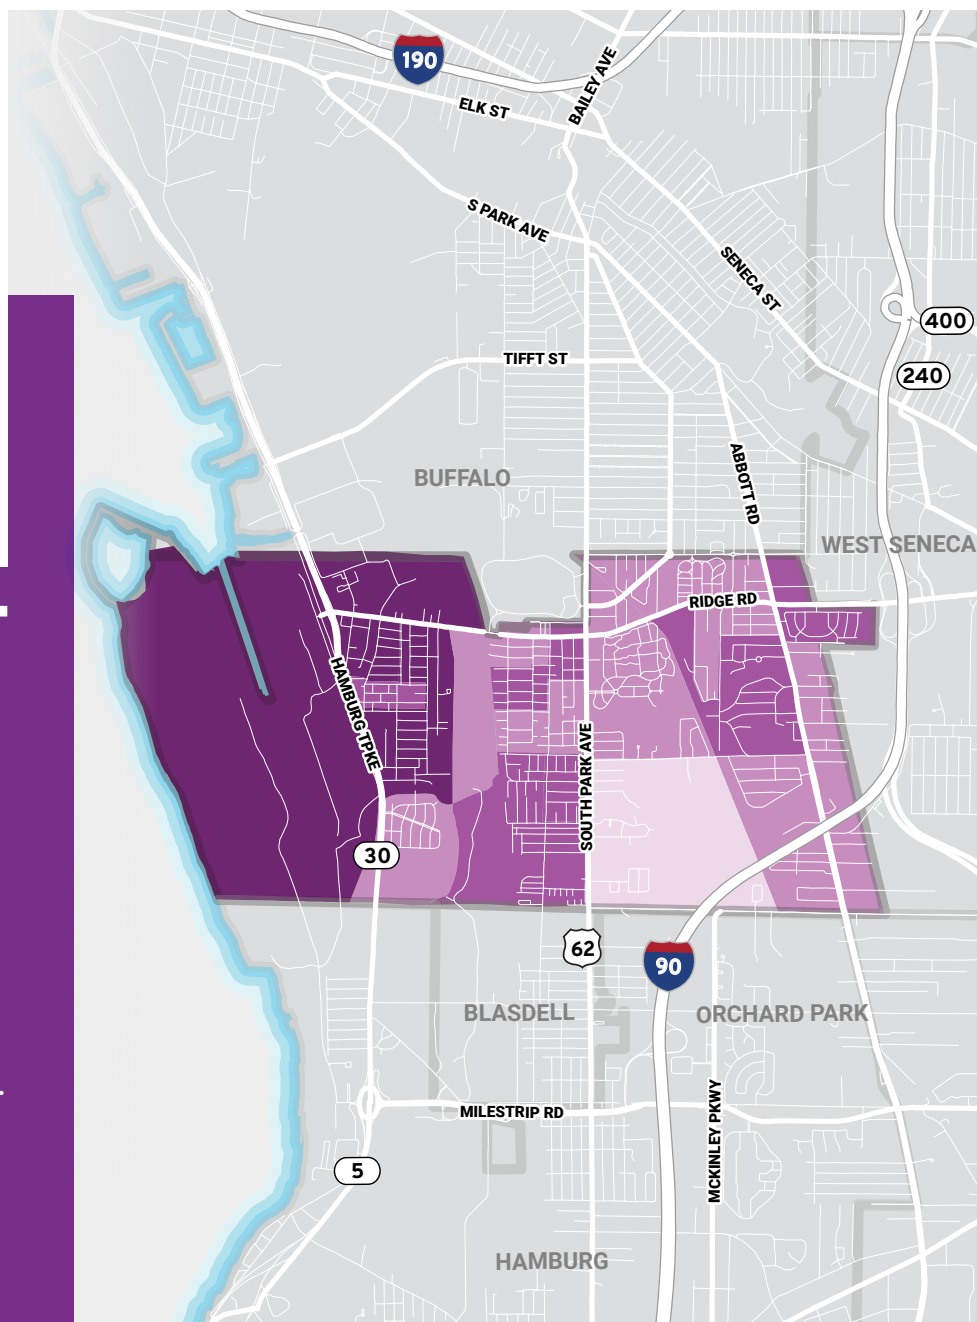 190
BAILEY AVE
ELK ST
S PARK AVE
SENECA ST
400
TIFFT ST
240
ABBOTT RD
BUFFALO
WEST SENECA
RIDGE RD
HAMBURG TPKE
SOUTH PARK AVE
30
62
90
BLASDELL
ORCHARD PARK
MILESTRIP RD
MCKINLEY PKWY
5
HAMBURG